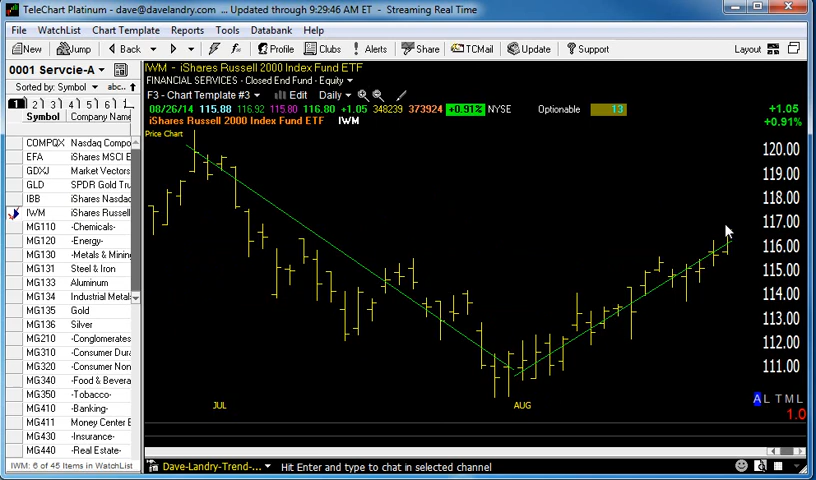 TeleChart Platinum - dave@davelandry.com ... Updated through 9:29:46 AM ET - Streaming Real Time
File WatchList Chart Template Reports Tools Databank Help
New Jump Back Profile Clubs Alerts Share TCMail Update Support Layout
0001 Servcie-A
Sorted by: Symbol abc..
1 2 3 4 5 6
Symbol Company Name
COMPQX Nasdaq Compo
EFA iShares MSCI E
GDXJ Market Vectors
GLD SPDR Gold Tru
IBB iShares Nasdaq
IWM iShares Russell
MG110 -Chemicals-
MG120 -Energy-
MG130 -Metals & Mining
MG131 Steel & Iron
MG133 Aluminum
MG134 Industrial Metals
MG135 Gold
MG136 Silver
MG210 -Conglomerates
MG310 -Consumer Dura
MG320 -Consumer Non
MG340 -Food & Bevera
MG350 -Tobacco-
MG410 -Banking-
MG411 Money Center B
MG430 -Insurance-
MG440 -Real Estate-
IWM: 6 of 45 Items in WatchList
IWM - iShares Russell 2000 Index Fund ETF
FINANCIAL SERVICES - Closed End Fund - Equity
F3 - Chart Template #3 Edit Daily
08/26/14 115.88 116.92 115.80 116.80 +1.05 348239 373924 +0.91% NYSE Optionable 13
+1.05
+0.91%
iShares Russell 2000 Index Fund ETF IWM
Price Chart
120.00
119.00
118.00
117.00
116.00
115.00
114.00
113.00
112.00
111.00
JUL AUG
A L T M L
1.0
Dave-Landry-Trend-... Hit Enter and type to chat in selected channel